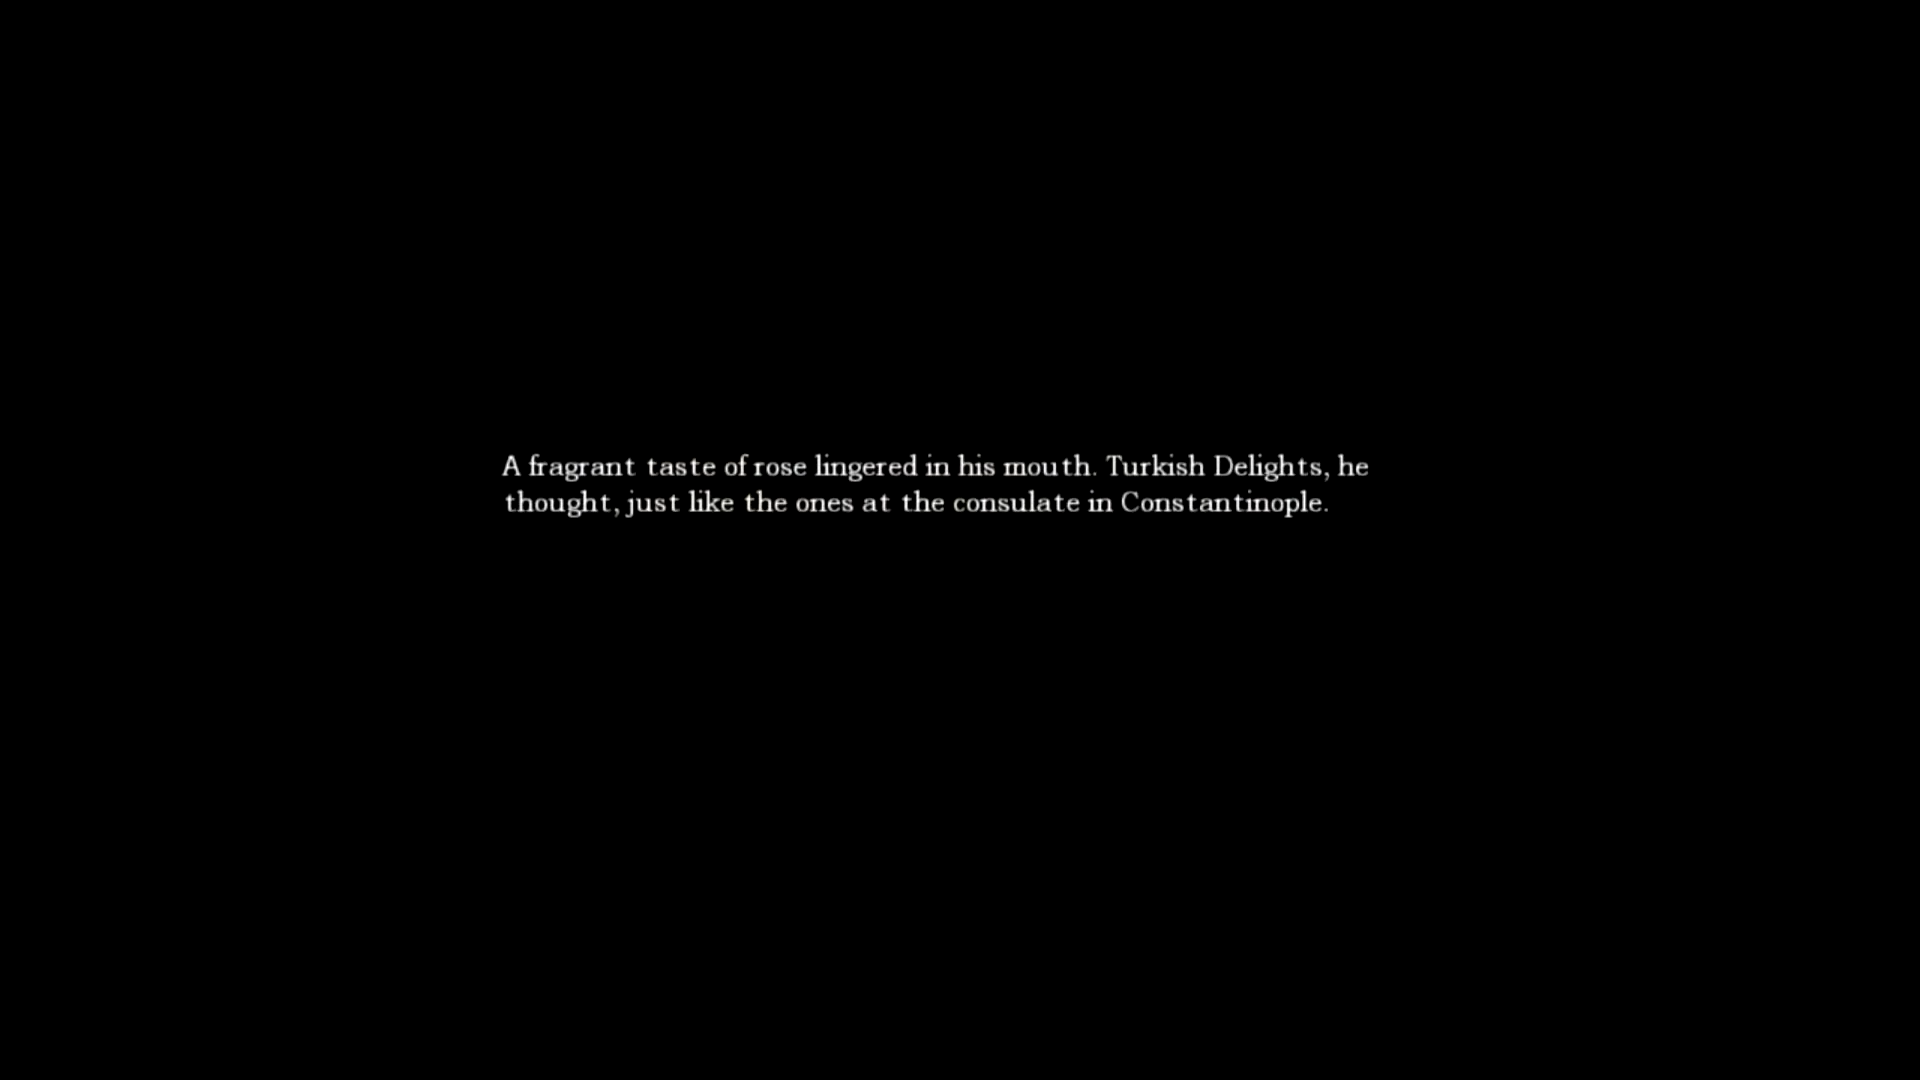 A fragrant taste of rose lingered in his mouth. Turkish Delights, he
thought, just like the ones at the consulate in Constantinople.